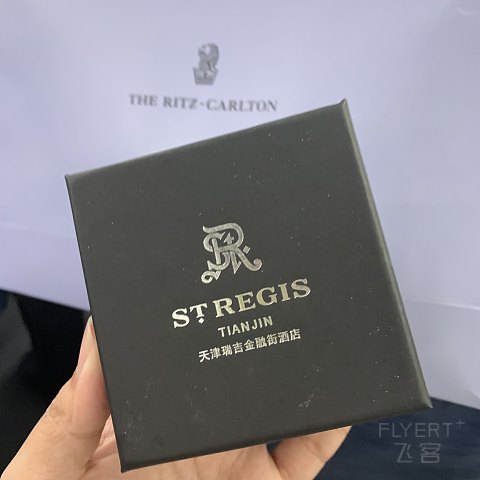 THE RITZ-CARLTON
ST. REGIS
TIANJIN
天津瑞吉金融街酒店
FLYERT+
飞客